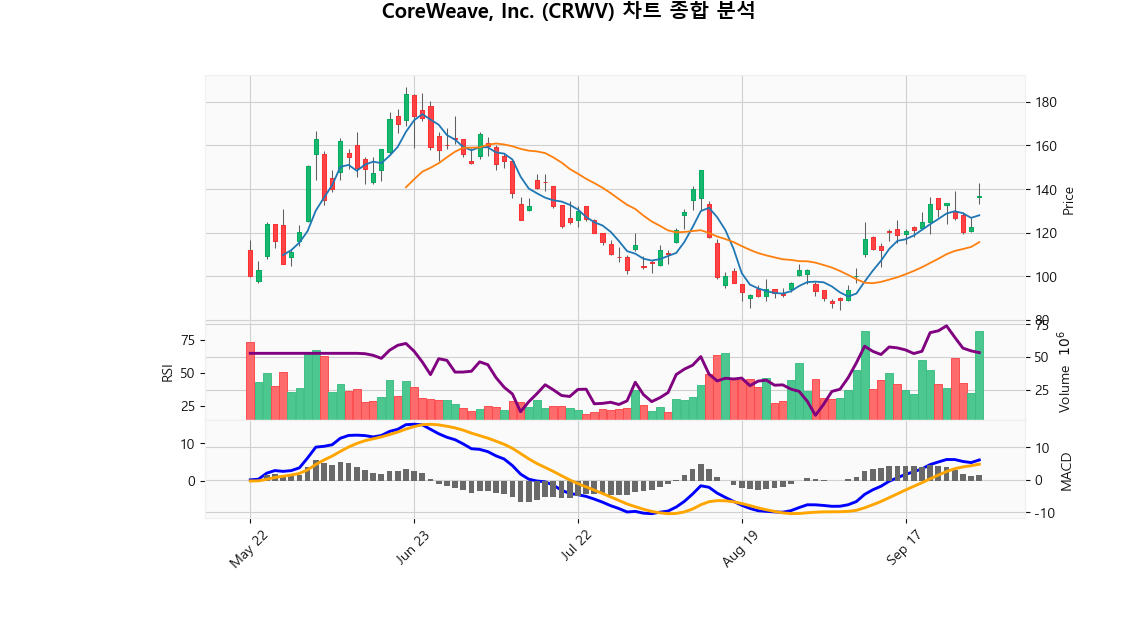 CoreWeave, Inc. (CRWV) 차트 종합 분석
180
160
140
120
100
80
Price
75
50
25
RSI
75
50
25
Volume 10⁶
10
0
10
0
-10
MACD
May 22
Jun 23
Jul 22
Aug 19
Sep 17